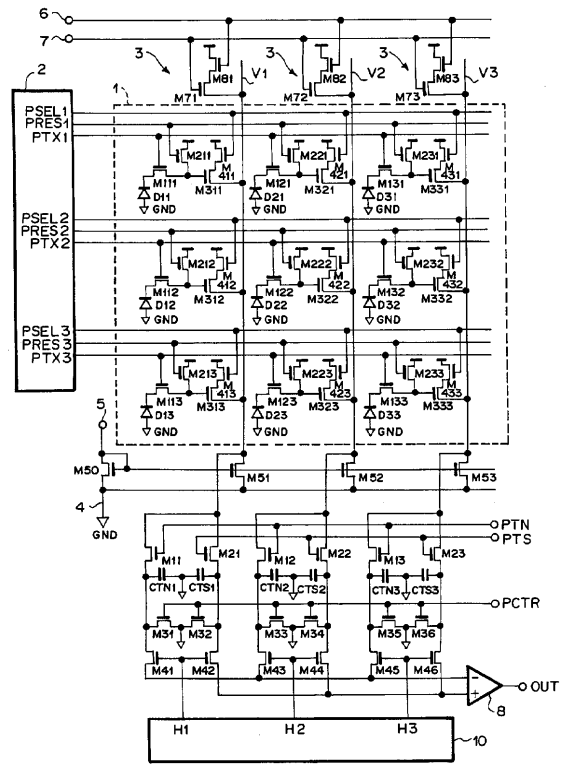 6
7
2
3 3 3
M81 V1 M82 V2 M83 V3
M71 M72 M73
1
PSEL1
PRES1
PTX1
M211 M221 M231
M111 M311 M 411 M121 M321 M 421 M131 M331 M 431
D11 D21 D31
GND GND GND
PSEL2
PRES2
PTX2
M212 M222 M232
M112 M312 M 412 M122 M322 M 422 M132 M332 M 432
D12 D22 D32
GND GND GND
PSEL3
PRES3
PTX3
M213 M223 M233
M113 M313 M 413 M123 M323 M 423 M133 M333 M 433
D13 D23 D33
GND GND GND
5
M50 M51 M52 M53
4
GND
PTN
PTS
M11 M21 M12 M22 M13 M23
CTN1 CTS1 CTN2 CTS2 CTN3 CTS3
PCTR
M31 M32 M33 M34 M35 M36
M41 M42 M43 M44 M45 M46
− + OUT
8
H1 H2 H3
10